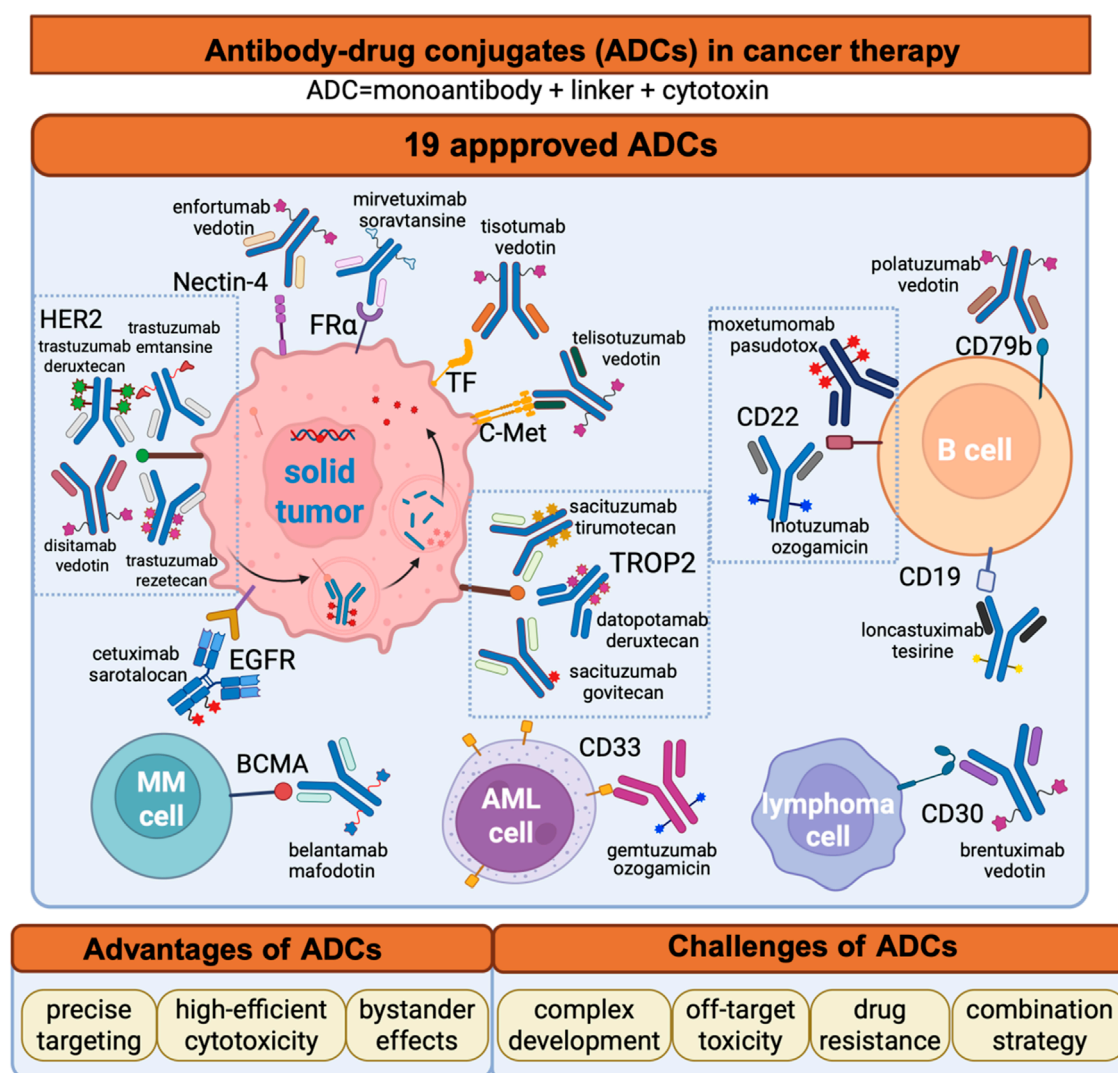 Antibody-drug conjugates (ADCs) in cancer therapy
ADC=monoantibody + linker + cytotoxin
19 appproved ADCs
enfortumab
vedotin
Nectin-4
mirvetuximab
soravtansine
FRα
tisotumab
vedotin
TF
telisotuzumab
vedotin
C-Met
HER2
trastuzumab
deruxtecan
trastuzumab
emtansine
disitamab
vedotin
trastuzumab
rezetecan
solid
tumor
cetuximab
sarotalocan
EGFR
sacituzumab
tirumotecan
TROP2
datopotamab
deruxtecan
sacituzumab
govitecan
moxetumomab
pasudotox
CD22
inotuzumab
ozogamicin
polatuzumab
vedotin
CD79b
B cell
CD19
loncastuximab
tesirine
MM
cell
BCMA
belantamab
mafodotin
AML
cell
CD33
gemtuzumab
ozogamicin
lymphoma
cell
CD30
brentuximab
vedotin
Advantages of ADCs
precise
targeting
high-efficient
cytotoxicity
bystander
effects
Challenges of ADCs
complex
development
off-target
toxicity
drug
resistance
combination
strategy